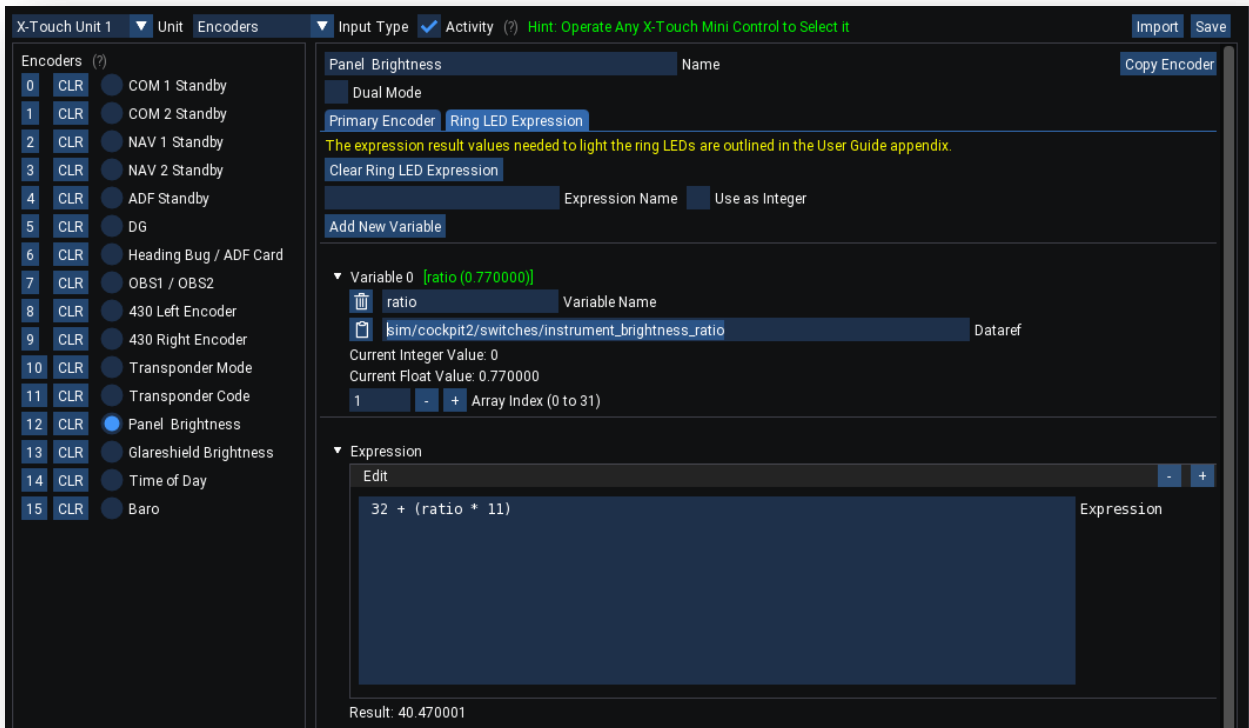 X-Touch Unit 1 Unit Encoders Input Type Activity (?) Hint: Operate Any X-Touch Mini Control to Select it Import Save
Encoders (?)
0 CLR COM 1 Standby
1 CLR COM 2 Standby
2 CLR NAV 1 Standby
3 CLR NAV 2 Standby
4 CLR ADF Standby
5 CLR DG
6 CLR Heading Bug / ADF Card
7 CLR OBS1 / OBS2
8 CLR 430 Left Encoder
9 CLR 430 Right Encoder
10 CLR Transponder Mode
11 CLR Transponder Code
12 CLR Panel  Brightness
13 CLR Glareshield Brightness
14 CLR Time of Day
15 CLR Baro
Panel  Brightness Name Copy Encoder
Dual Mode
Primary Encoder Ring LED Expression
The expression result values needed to light the ring LEDs are outlined in the User Guide appendix.
Clear Ring LED Expression
Expression Name Use as Integer
Add New Variable
Variable 0 [ratio (0.770000)]
ratio Variable Name
sim/cockpit2/switches/instrument_brightness_ratio Dataref
Current Integer Value: 0
Current Float Value: 0.770000
1 - + Array Index (0 to 31)
Expression
Edit - +
32 + (ratio * 11) Expression
Result: 40.470001